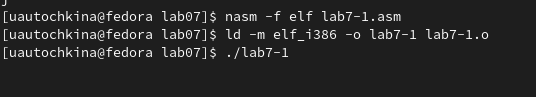 [uautochkina@fedora lab07]$ nasm -f elf lab7-1.asm
[uautochkina@fedora lab07]$ ld -m elf_i386 -o lab7-1 lab7-1.o
[uautochkina@fedora lab07]$ ./lab7-1